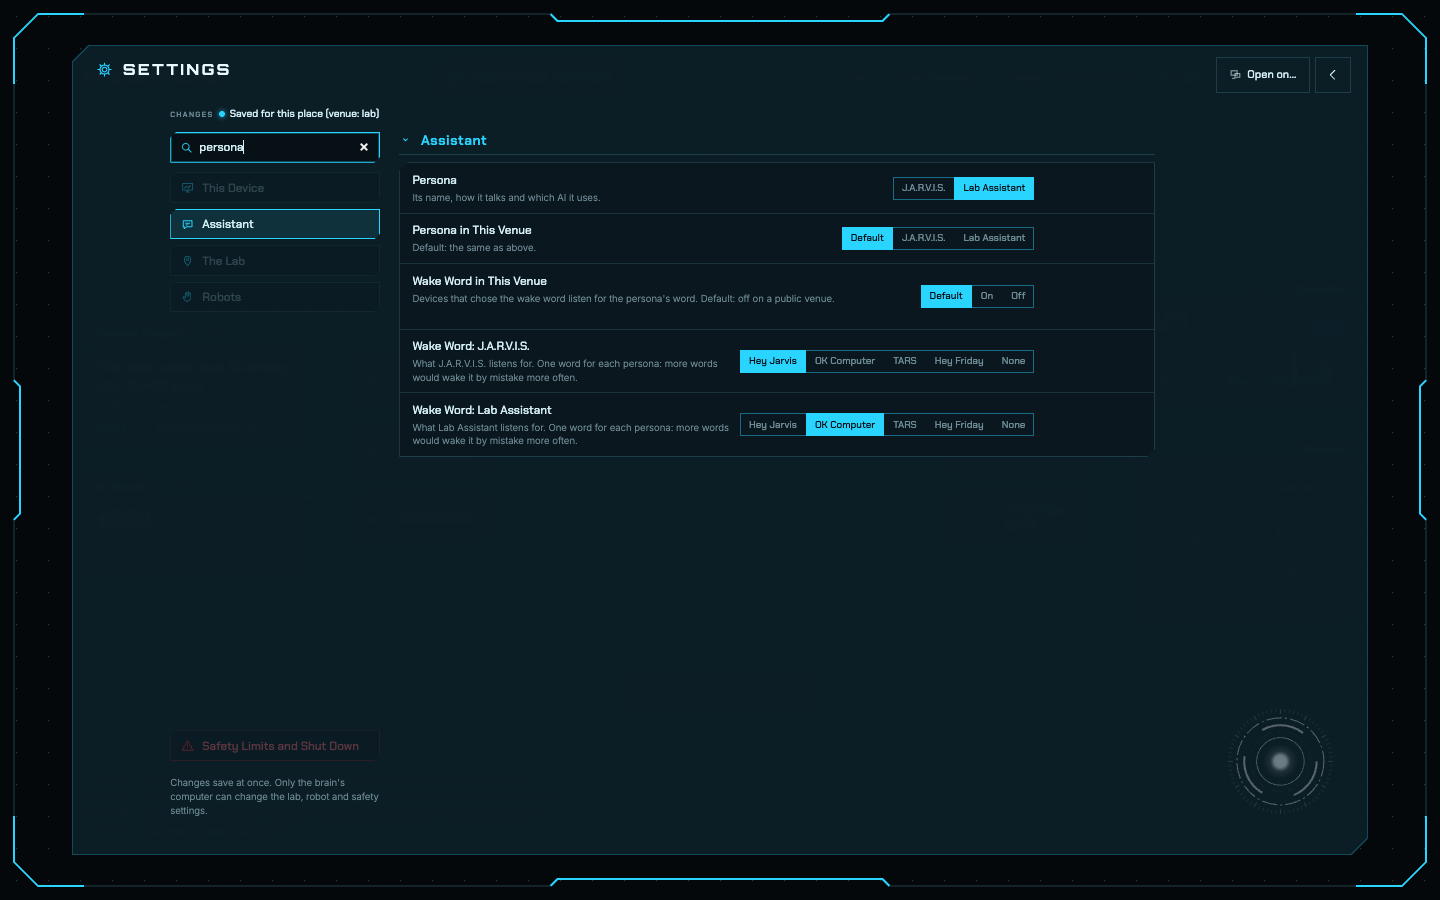 SETTINGS
Open on...
CHANGES Saved for this place (venue: lab)
persona
This Device
Assistant
The Lab
Robots
Assistant
Persona
Its name, how it talks and which AI it uses.
J.A.R.V.I.S. Lab Assistant
Persona in This Venue
Default: the same as above.
Default J.A.R.V.I.S. Lab Assistant
Wake Word in This Venue
Devices that chose the wake word listen for the persona's word. Default: off on a public venue.
Default On Off
Wake Word: J.A.R.V.I.S.
What J.A.R.V.I.S. listens for. One word for each persona: more words
would wake it by mistake more often.
Hey Jarvis OK Computer TARS Hey Friday None
Wake Word: Lab Assistant
What Lab Assistant listens for. One word for each persona: more words
would wake it by mistake more often.
Hey Jarvis OK Computer TARS Hey Friday None
Safety Limits and Shut Down
Changes save at once. Only the brain's
computer can change the lab, robot and safety
settings.